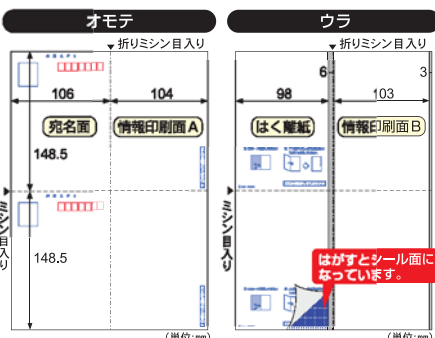 オモテ
ウラ
折りミシン目入り
折りミシン目入り
106
104
6
98
3
103
宛名面
情報印刷面A
はく離紙
情報印刷面B
148.5
148.5
ミシン目入り
ミシン目入り
はがすとシール面に
なっています。
(単位:mm)
(単位:mm)